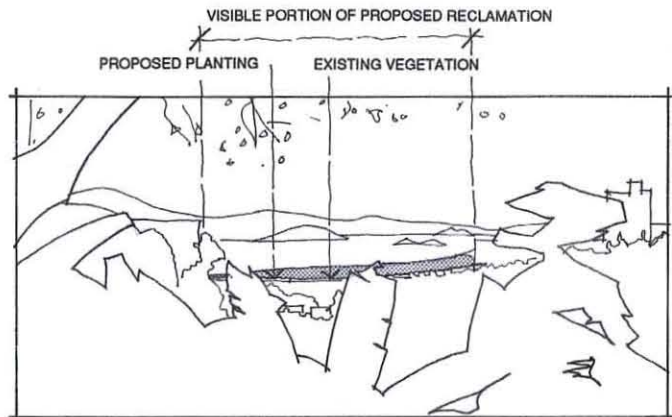 VISIBLE PORTION OF PROPOSED RECLAMATION
PROPOSED PLANTING
EXISTING VEGETATION